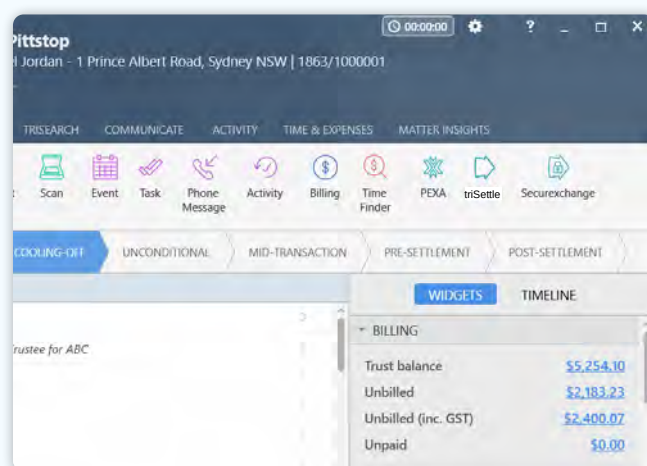 Pittstop
00:00:00 ?
Jordan - 1 Prince Albert Road, Sydney NSW | 1863/1000001
TRISEARCH COMMUNICATE ACTIVITY TIME & EXPENSES MATTER INSIGHTS
Scan Event Task Phone Message Activity Billing Time Finder PEXA triSettle Securexchange
COOLING-OFF UNCONDITIONAL MID-TRANSACTION PRE-SETTLEMENT POST-SETTLEMENT
WIDGETS TIMELINE
BILLING
Trustee for ABC
Trust balance $5,254.10
Unbilled $2,183.23
Unbilled (inc. GST) $2,400.07
Unpaid $0.00